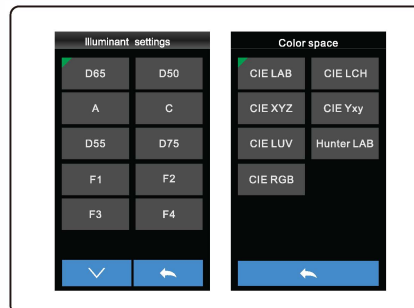 Illuminant settings
D65 D50
A C
D55 D75
F1 F2
F3 F4
Color space
CIE LAB CIE LCH
CIE XYZ CIE Yxy
CIE LUV Hunter LAB
CIE RGB